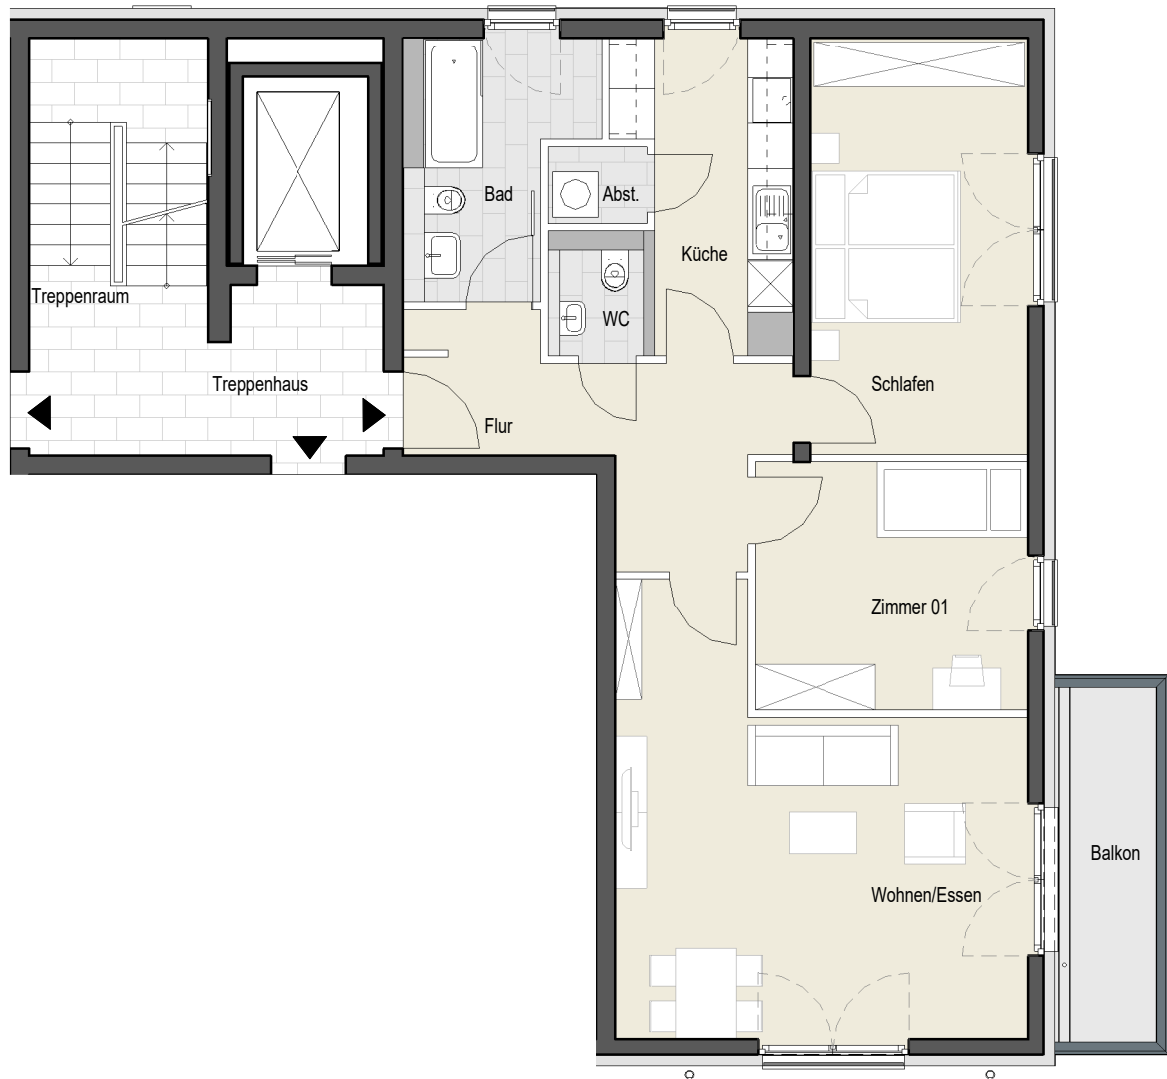 Bad
Abst.
Küche
Treppenraum
WC
Treppenhaus
Schlafen
Flur
Zimmer 01
Balkon
Wohnen/Essen